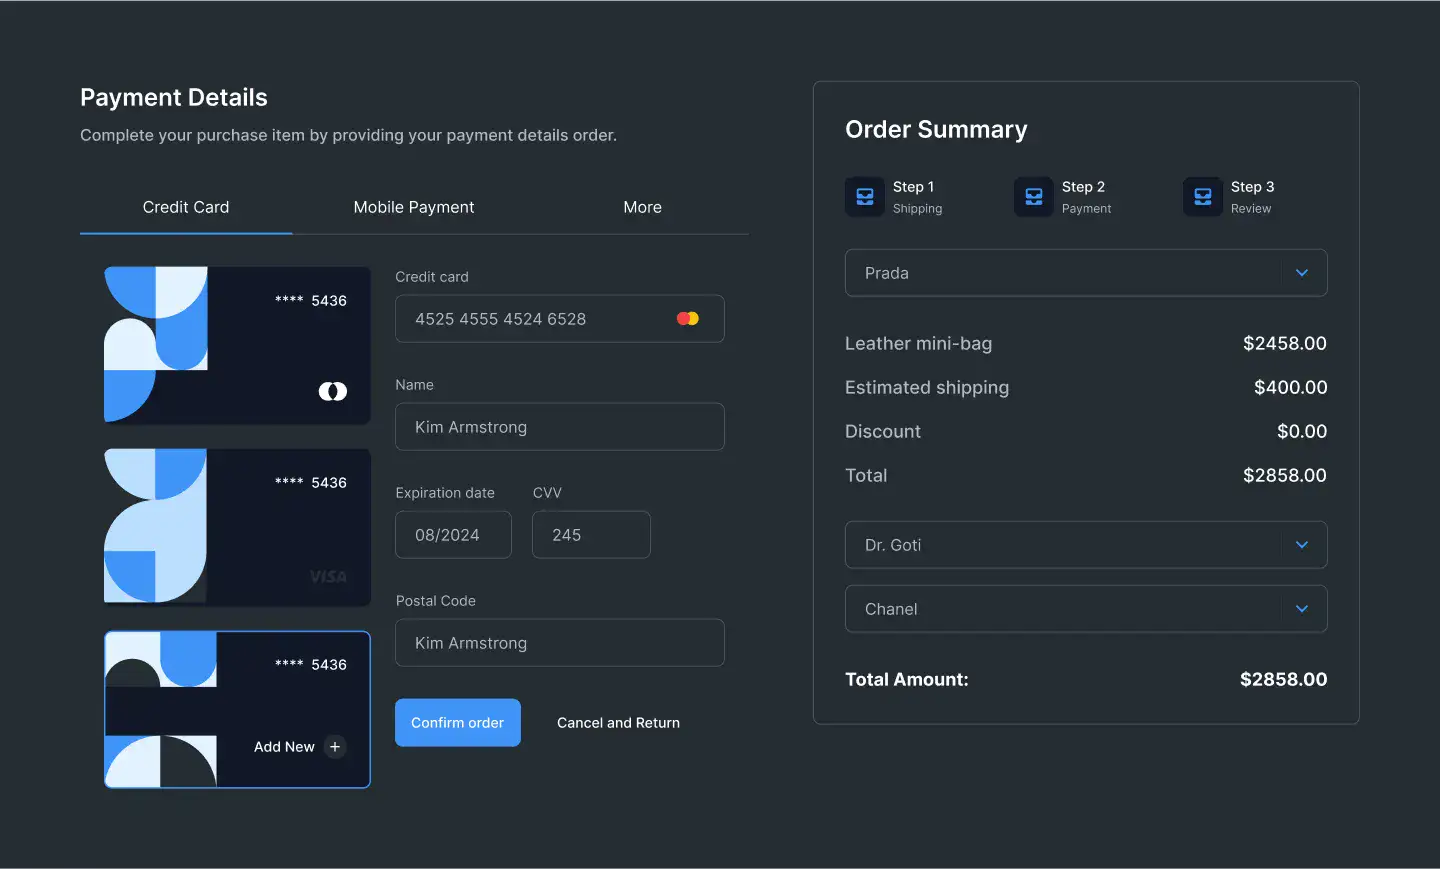 Payment Details
Complete your purchase item by providing your payment details order.
Credit Card
Mobile Payment
More
**** 5436
**** 5436
VISA
**** 5436
Add New +
Credit card
4525 4555 4524 6528
Name
Kim Armstrong
Expiration date
CVV
08/2024
245
Postal Code
Kim Armstrong
Confirm order
Cancel and Return
Order Summary
Step 1
Shipping
Step 2
Payment
Step 3
Review
Prada
Leather mini-bag $2458.00
Estimated shipping $400.00
Discount $0.00
Total $2858.00
Dr. Goti
Chanel
Total Amount: $2858.00